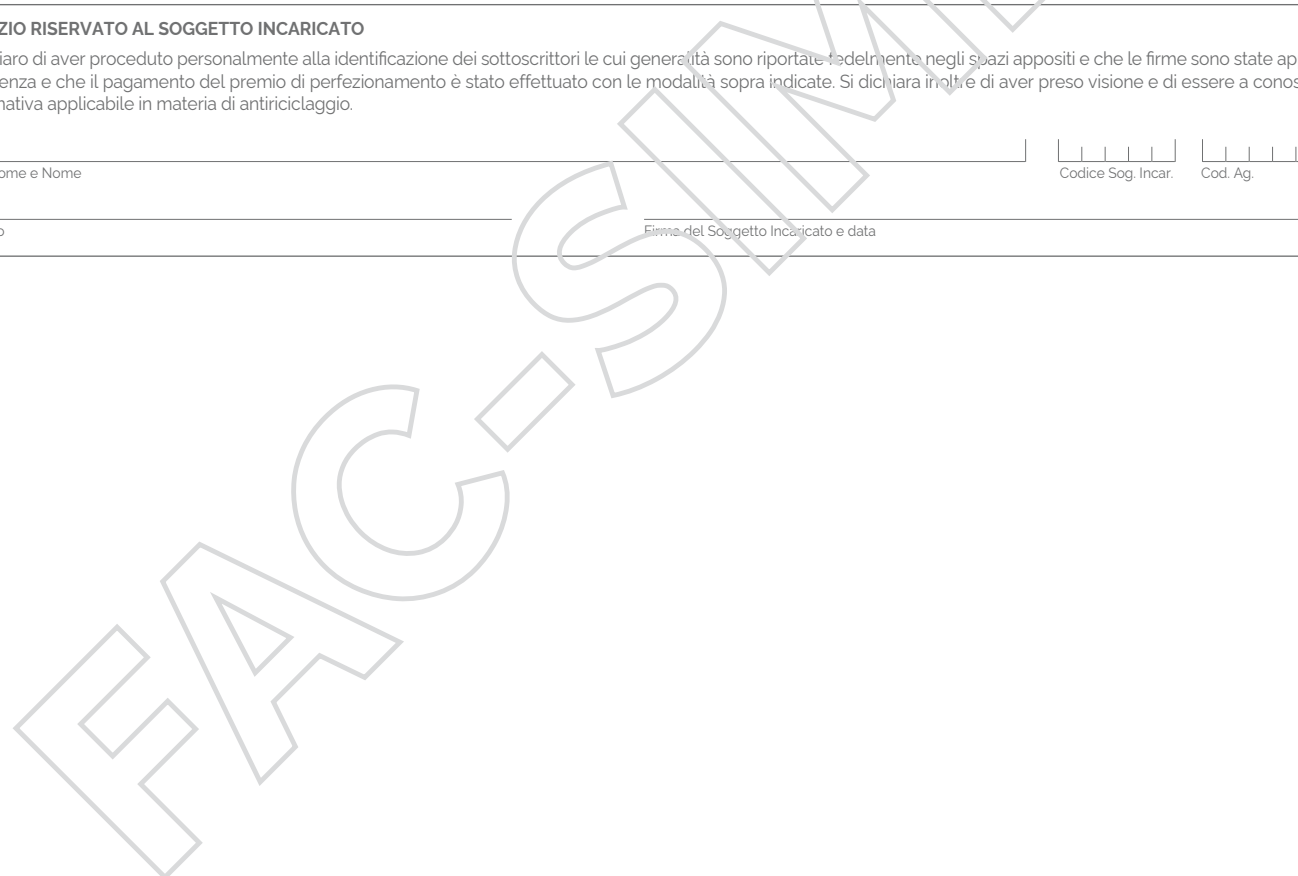 ZIO RISERVATO AL SOGGETTO INCARICATO
iaro di aver proceduto personalmente alla identificazione dei sottoscrittori le cui generalità sono riportate fedelmente negli spazi appositi e che le firme sono state ap
enza e che il pagamento del premio di perfezionamento è stato effettuato con le modalità sopra indicate. Si dichiara inoltre di aver preso visione e di essere a conos
nativa applicabile in materia di antiriciclaggio.
ome e Nome
Codice Sog. Incar.
Cod. Ag.
o
Firma del Soggetto Incaricato e data
FAC-SIM